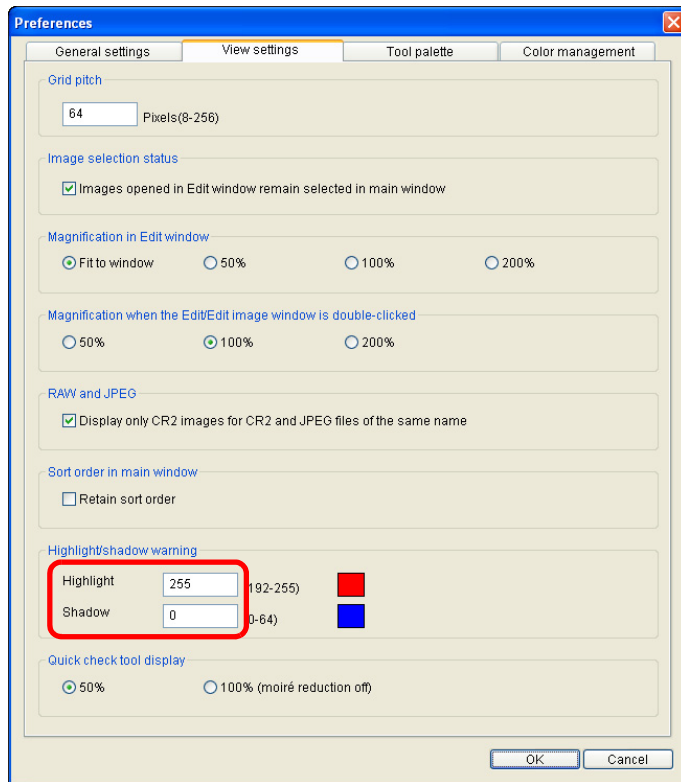 Preferences
General settings View settings Tool palette Color management
Grid pitch
64 Pixels(8-256)
Image selection status
Images opened in Edit window remain selected in main window
Magnification in Edit window
Fit to window 50% 100% 200%
Magnification when the Edit/Edit image window is double-clicked
50% 100% 200%
RAW and JPEG
Display only CR2 images for CR2 and JPEG files of the same name
Sort order in main window
Retain sort order
Highlight/shadow warning
Highlight 255 192-255)
Shadow 0 0-64)
Quick check tool display
50% 100% (moiré reduction off)
OK Cancel